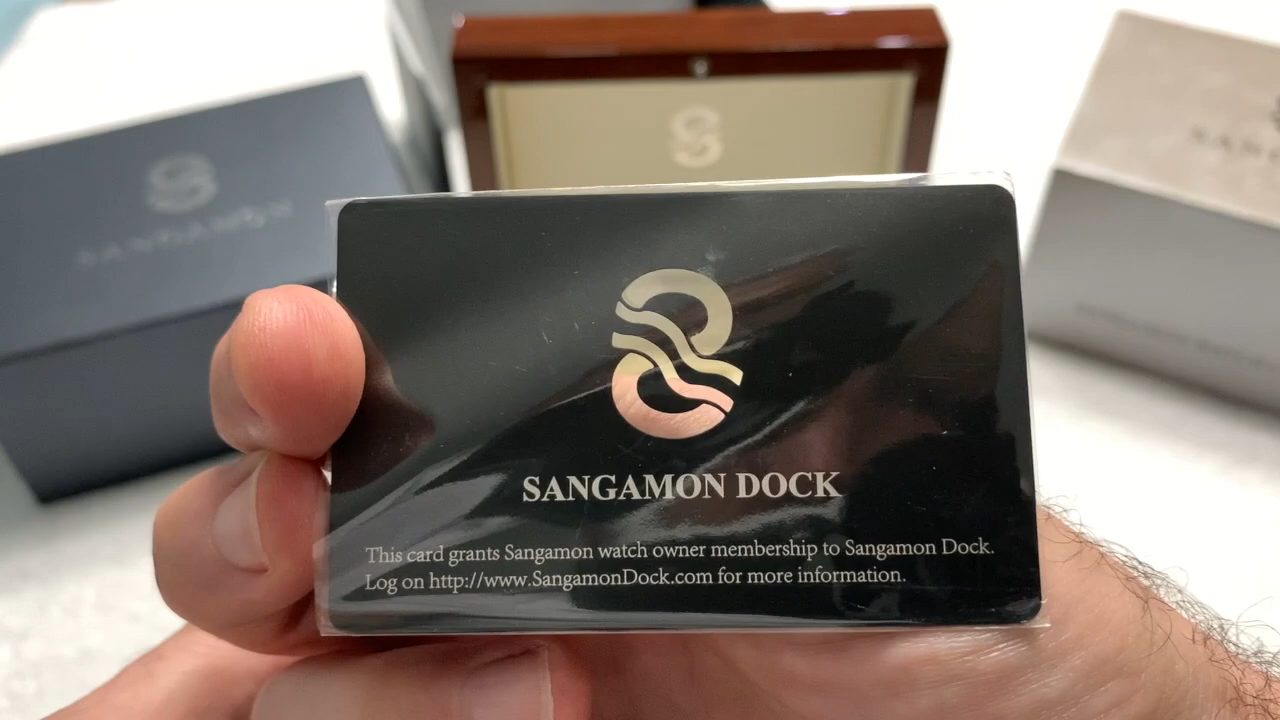 SANGAMON
SANGAMON DOCK
This card grants Sangamon watch owner membership to Sangamon Dock.
Log on http://www.SangamonDock.com for more information.